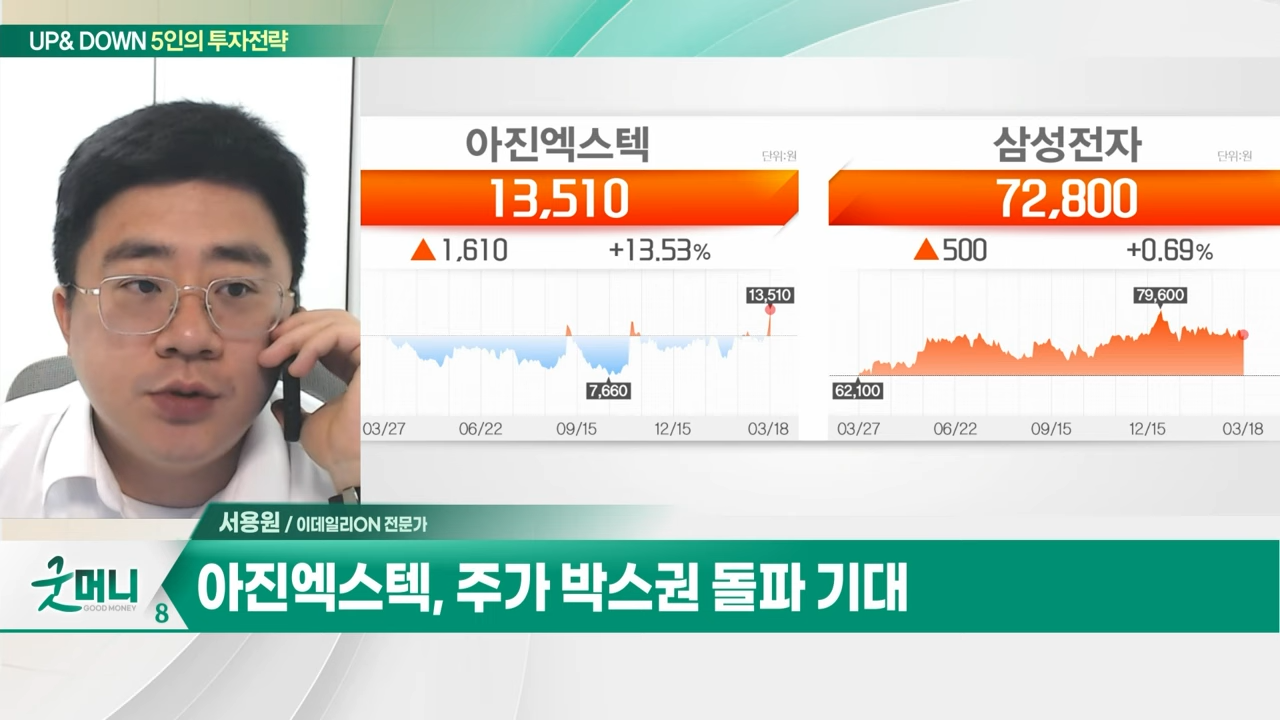 UP& DOWN 5인의 투자전략
아진엑스텍
단위:원
13,510
▲1,610 +13.53%
13,510
7,660
03/27 06/22 09/15 12/15 03/18
삼성전자
단위:원
72,800
▲500 +0.69%
79,600
62,100
03/27 06/22 09/15 12/15 03/18
서용원 / 이데일리ON 전문가
굿머니
GOOD MONEY
8
아진엑스텍, 주가 박스권 돌파 기대